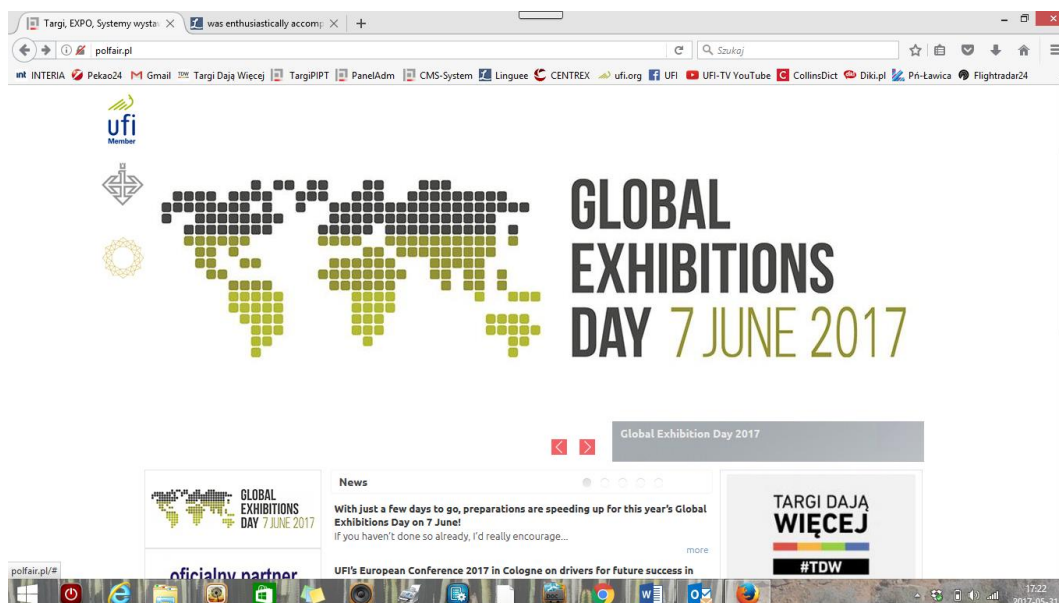 Targi, EXPO, Systemy wysta
was enthusiastically accomp
polfair.pl
Szukaj
INTERIA Pekao24 Gmail Targi Dają Więcej TargiPIPT PanelAdm CMS-System Linguee CENTREX ufi.org UFI UFI-TV YouTube CollinsDict Diki.pl Pń-Ławica Flightradar24
ufi
Member
GLOBAL
EXHIBITIONS
DAY 7 JUNE 2017
Global Exhibition Day 2017
GLOBAL
EXHIBITIONS
DAY 7 JUNE 2017
oficjalny partner
News
With just a few days to go, preparations are speeding up for this year's Global
Exhibitions Day on 7 June!
If you haven't done so already, I'd really encourage...
more
UFI's European Conference 2017 in Cologne on drivers for future success in
TARGI DAJĄ
WIĘCEJ
#TDW
polfair.pl/#
17:22
2017-05-31